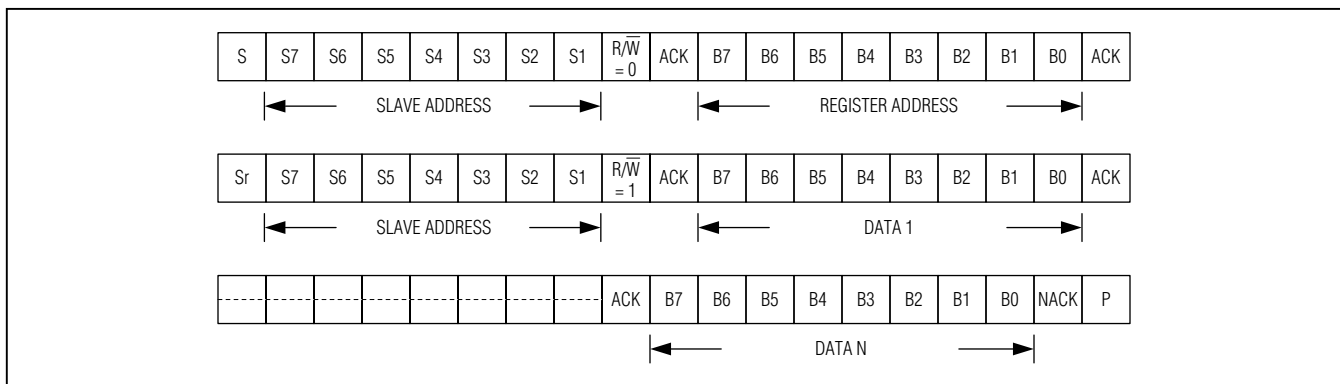 S S7 S6 S5 S4 S3 S2 S1 R/W̅ = 0 ACK B7 B6 B5 B4 B3 B2 B1 B0 ACK
SLAVE ADDRESS REGISTER ADDRESS
Sr S7 S6 S5 S4 S3 S2 S1 R/W̅ = 1 ACK B7 B6 B5 B4 B3 B2 B1 B0 ACK
SLAVE ADDRESS DATA 1
ACK B7 B6 B5 B4 B3 B2 B1 B0 NACK P
DATA N